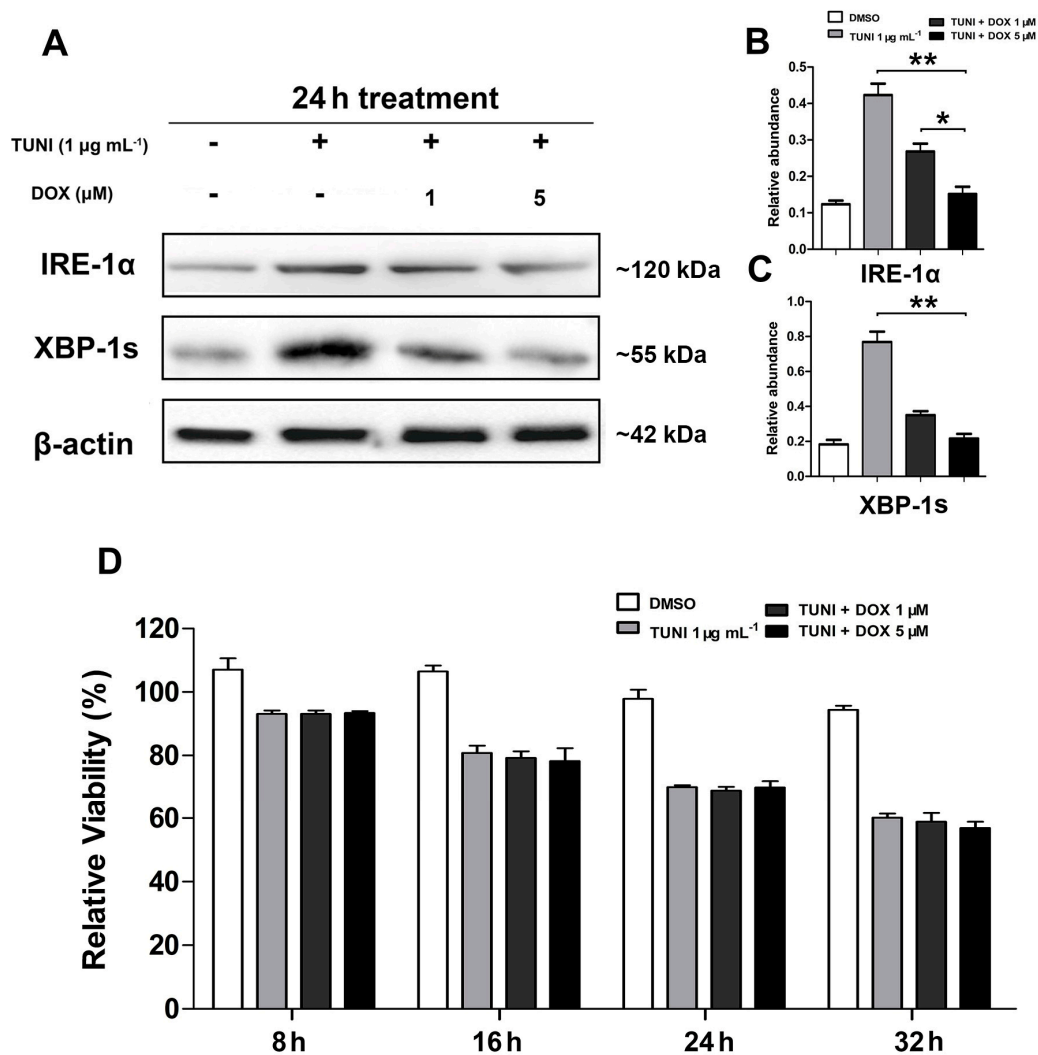 A
24 h treatment
TUNI (1 µg mL-1) - + + +
DOX (µM) - - 1 5
IRE-1α ~120 kDa
XBP-1s ~55 kDa
β-actin ~42 kDa
B
DMSO TUNI + DOX 1 µM
TUNI 1 µg mL-1 TUNI + DOX 5 µM
Relative abundance
0.5
0.4
0.3
0.2
0.1
0.0
**
*
IRE-1α
C
Relative abundance
1.0
0.8
0.6
0.4
0.2
0.0
**
XBP-1s
D
DMSO TUNI + DOX 1 µM
TUNI 1 µg mL-1 TUNI + DOX 5 µM
Relative Viability (%)
120
100
80
60
40
20
0
8 h 16 h 24 h 32 h